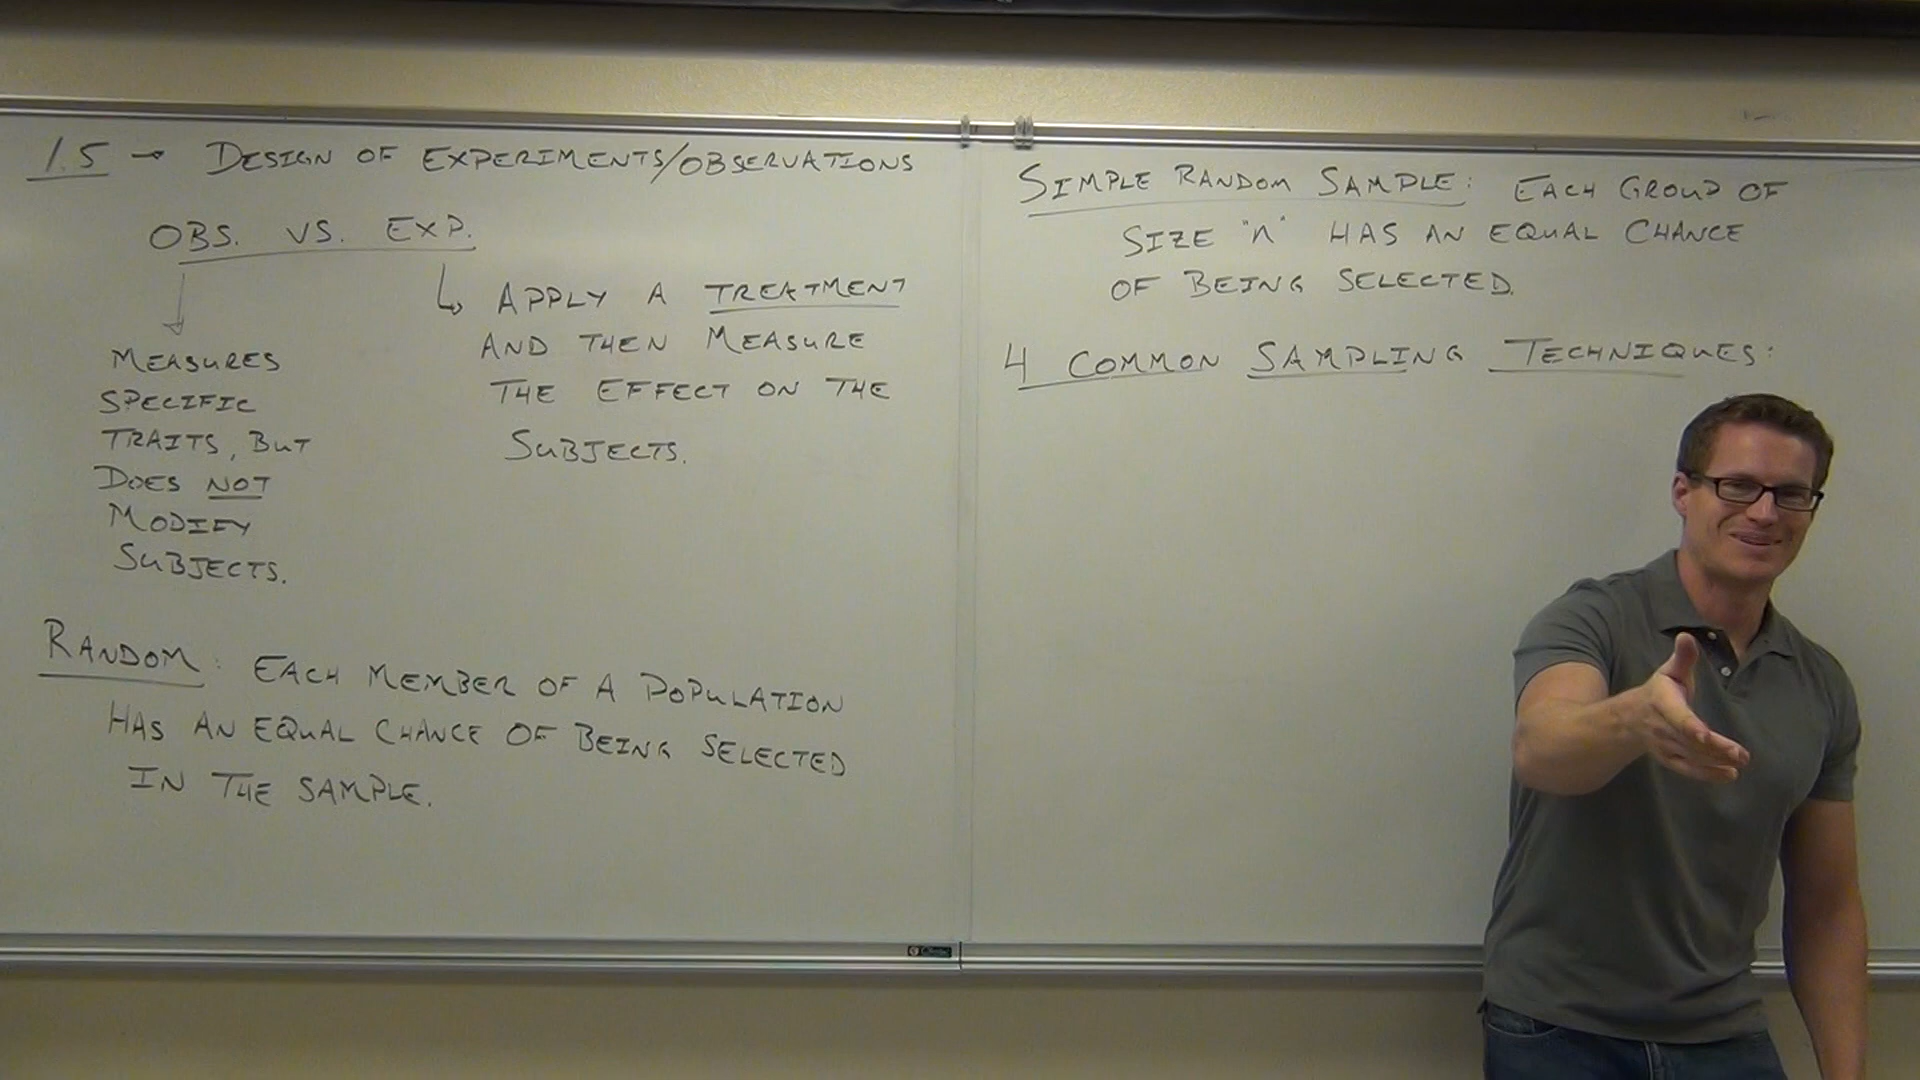 1.5 → DESIGN OF EXPERIMENTS/OBSERVATIONS
OBS. VS. EXP.
MEASURES
SPECIFIC
TRAITS, BUT
DOES NOT
MODIFY
SUBJECTS.
APPLY A TREATMENT
AND THEN MEASURE
THE EFFECT ON THE
SUBJECTS.
RANDOM: EACH MEMBER OF A POPULATION
HAS AN EQUAL CHANCE OF BEING SELECTED
IN THE SAMPLE.
SIMPLE RANDOM SAMPLE: EACH GROUP OF
SIZE "n" HAS AN EQUAL CHANCE
OF BEING SELECTED.
4 COMMON SAMPLING TECHNIQUES: